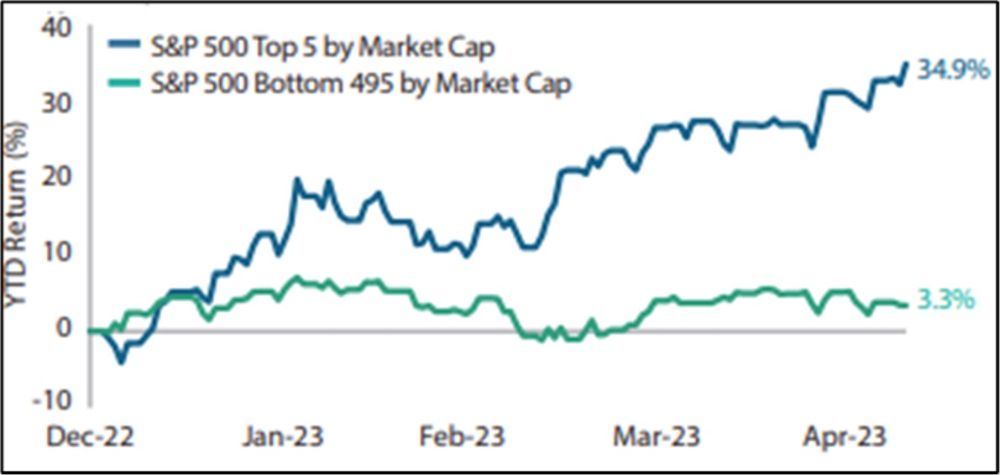 40
S&P 500 Top 5 by Market Cap
34.9%
S&P 500 Bottom 495 by Market Cap
30
YTD Return (%)
20
10
3.3%
0
-10
Dec-22 Jan-23 Feb-23 Mar-23 Apr-23